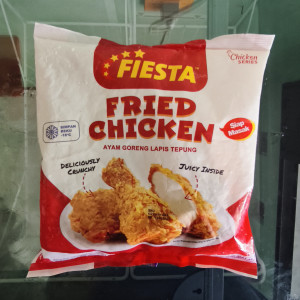 Chicken
SERIES
FIESTA
FRIED
CHICKEN
Siap
Masak
AYAM GORENG LAPIS TEPUNG
DELICIOUSLY
CRUNCHY
JUICY INSIDE